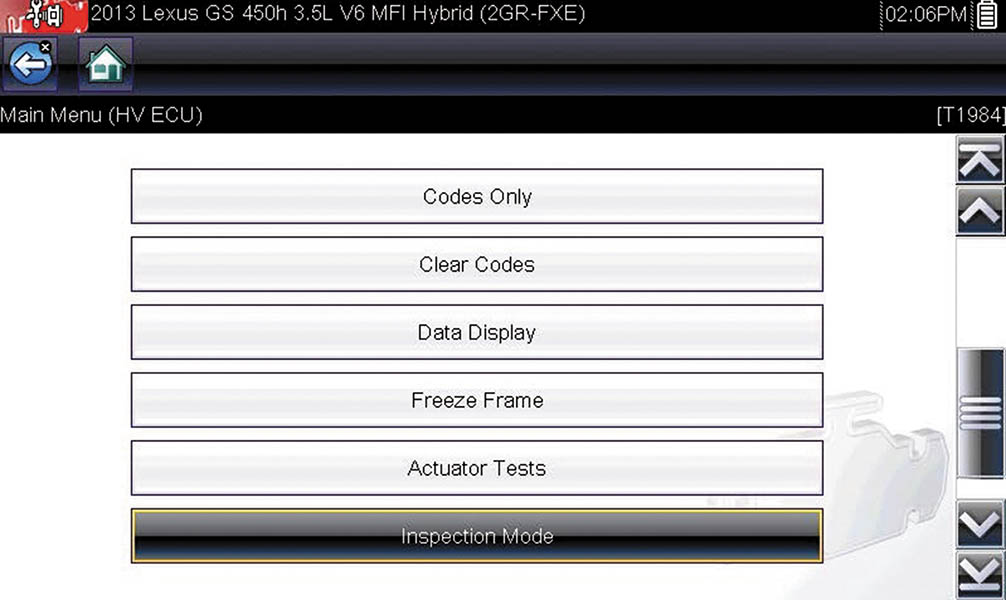 2013 Lexus GS 450h 3.5L V6 MFI Hybrid (2GR-FXE) 02:06PM
Main Menu (HV ECU) [T1984]
Codes Only
Clear Codes
Data Display
Freeze Frame
Actuator Tests
Inspection Mode